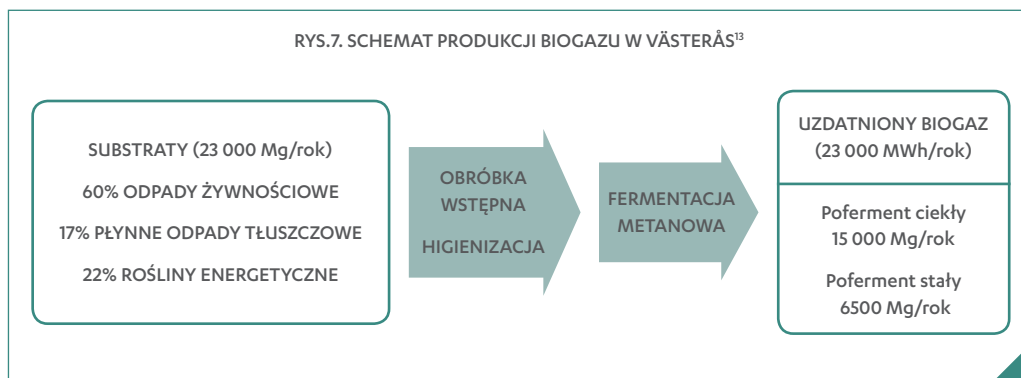 RYS.7. SCHEMAT PRODUKCJI BIOGAZU W VÄSTERÅS¹³
SUBSTRATY (23 000 Mg/rok)
60% ODPADY ŻYWNOŚCIOWE
17% PŁYNNE ODPADY TŁUSZCZOWE
22% ROŚLINY ENERGETYCZNE
OBRÓBKA
WSTĘPNA
HIGIENIZACJA
FERMENTACJA
METANOWA
UZDATNIONY BIOGAZ
(23 000 MWh/rok)
Poferment ciekły
15 000 Mg/rok
Poferment stały
6500 Mg/rok